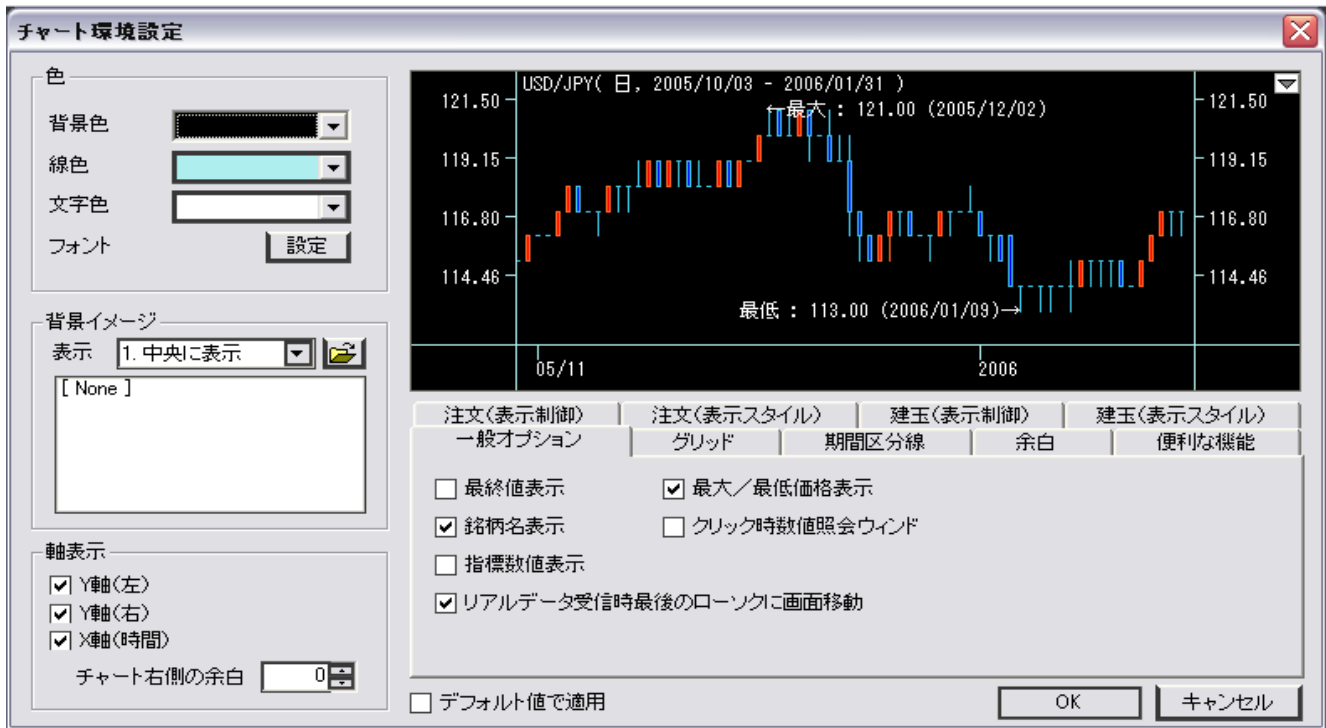 チャート環境設定
色
背景色
線色
文字色
フォント 設定
背景イメージ
表示 1. 中央に表示
[ None ]
軸表示
Y軸(左)
Y軸(右)
X軸(時間)
チャート右側の余白 0
USD/JPY( 日, 2005/10/03 - 2006/01/31 )
121.50 121.50
←最大 : 121.00 (2005/12/02)
119.15 119.15
116.80 116.80
114.46 114.46
最低 : 113.00 (2006/01/09)→
05/11 2006
注文(表示制御) 注文(表示スタイル) 建玉(表示制御) 建玉(表示スタイル)
一般オプション グリッド 期間区分線 余白 便利な機能
最終値表示 最大/最低価格表示
銘柄名表示 クリック時数値照会ウィンド
指標数値表示
リアルデータ受信時最後のローソクに画面移動
デフォルト値で適用 OK キャンセル